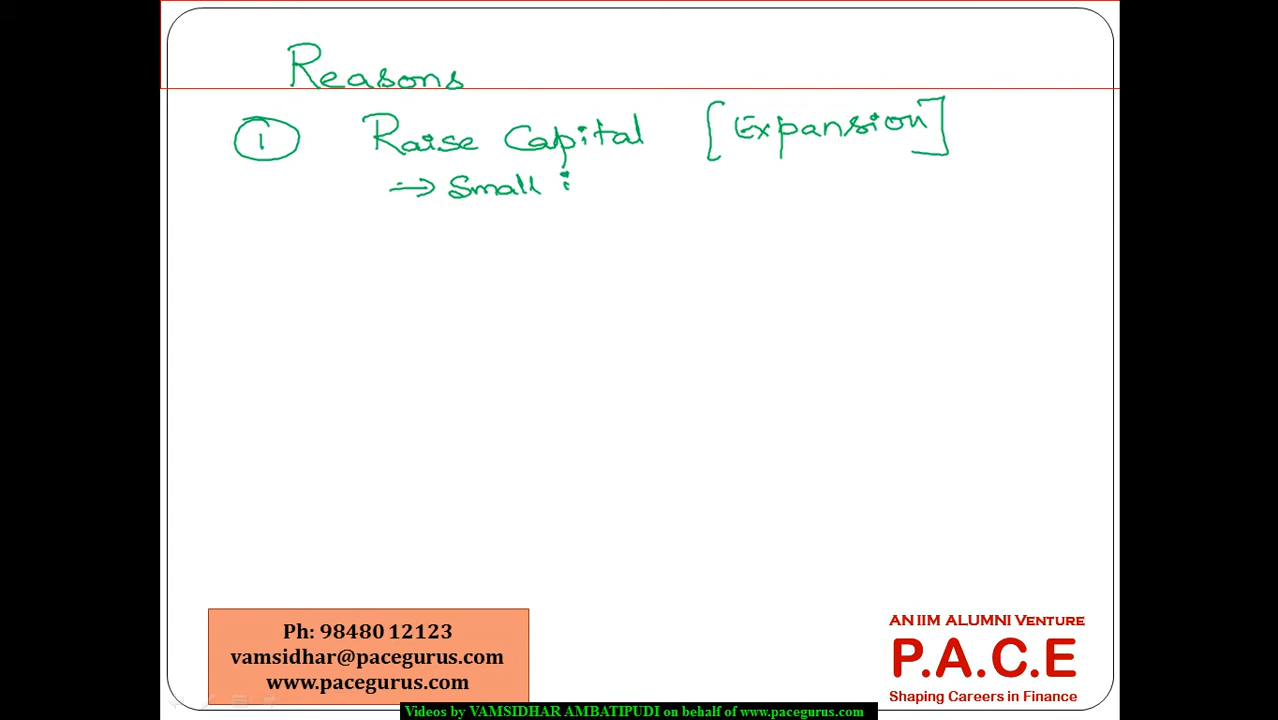 Reasons
1 Raise Capital [Expansion]
→ Small i
Ph: 98480 12123
vamsidhar@pacegurus.com
www.pacegurus.com
AN IIM ALUMNI VENTURE
P.A.C.E
Shaping Careers in Finance
Videos by VAMSIDHAR AMBATIPUDI on behalf of www.pacegurus.com